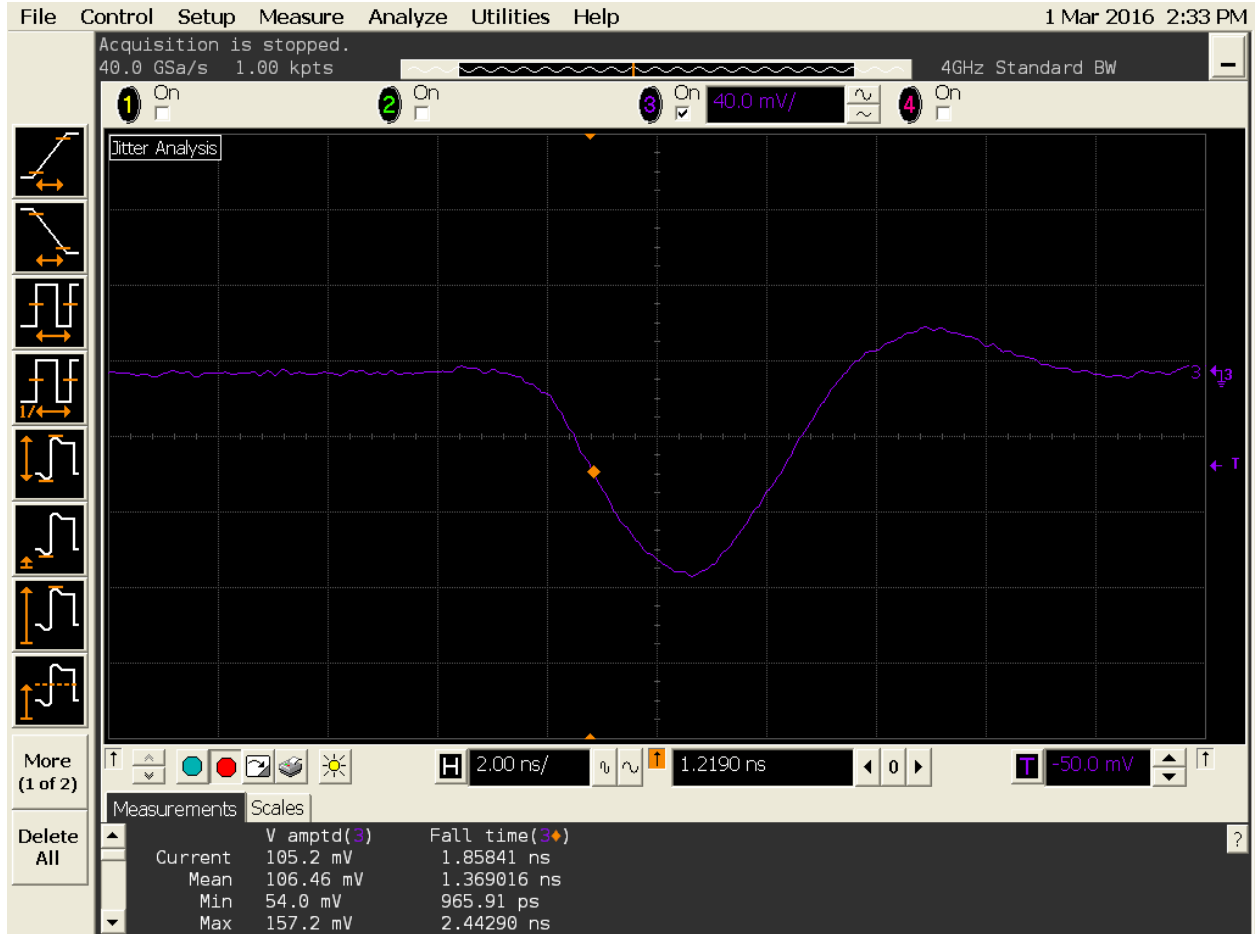 File Control Setup Measure Analyze Utilities Help 1 Mar 2016 2:33 PM
Acquisition is stopped.
40.0 GSa/s 1.00 kpts 4GHz Standard BW
1 On 2 On 3 On 40.0 mV/ 4 On
Jitter Analysis
1/
3 3
T
More
(1 of 2)
Delete
All
H 2.00 ns/ 1.2190 ns 0 T -50.0 mV
Measurements Scales
V amptd(3) Fall time(3◆) ?
Current 105.2 mV 1.85841 ns
Mean 106.46 mV 1.369016 ns
Min 54.0 mV 965.91 ps
Max 157.2 mV 2.44290 ns